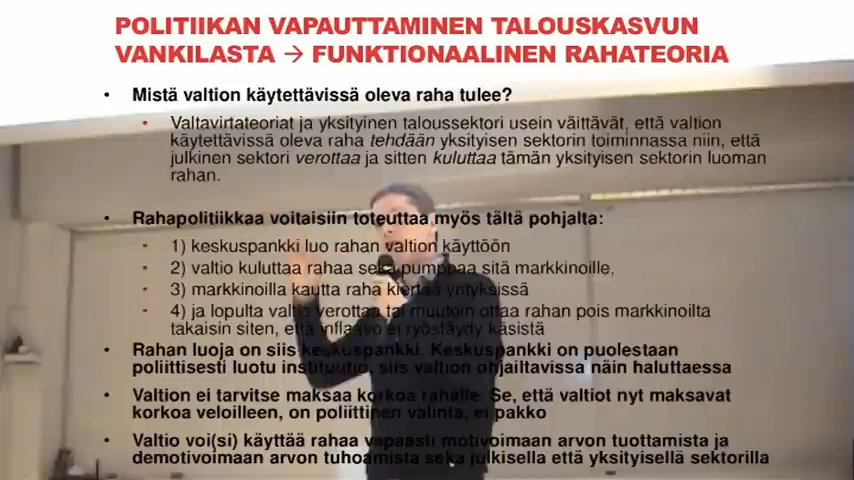 POLITIIKAN VAPAUTTAMINEN TALOUSKASVUN
VANKILASTA → FUNKTIONAALINEN RAHATEORIA
• Mistä valtion käytettävissä oleva raha tulee?
- Valtavirtateoriat ja yksityinen taloussektori usein väittävät, että valtion
käytettävissä oleva raha tehdään yksityisen sektorin toiminnassa niin, että
julkinen sektori verottaa ja sitten kuluttaa tämän yksityisen sektorin luoman
rahan.
• Rahapolitiikkaa voitaisiin toteuttaa myös tältä pohjalta:
- 1) keskuspankki luo rahan valtion käyttöön
- 2) valtio kuluttaa rahaa sekä pumppaa sitä markkinoille,
- 3) markkinoilla kautta raha kiertää yrityksissä
- 4) ja lopulta valtio verottaa tai muutoin ottaa rahan pois markkinoilta
takaisin siten, että inflaatio ei ryöstäydy käsistä
• Rahan luoja on siis keskuspankki. Keskuspankki on puolestaan
poliittisesti luotu instituutio, siis valtion ohjailtavissa näin haluttaessa
• Valtion ei tarvitse maksaa korkoa rahalle. Se, että valtiot nyt maksavat
korkoa veloilleen, on poliittinen valinta, ei pakko
• Valtio voi(si) käyttää rahaa vapaasti motivoimaan arvon tuottamista ja
demotivoimaan arvon tuhoamista sekä julkisella että yksityisellä sektorilla